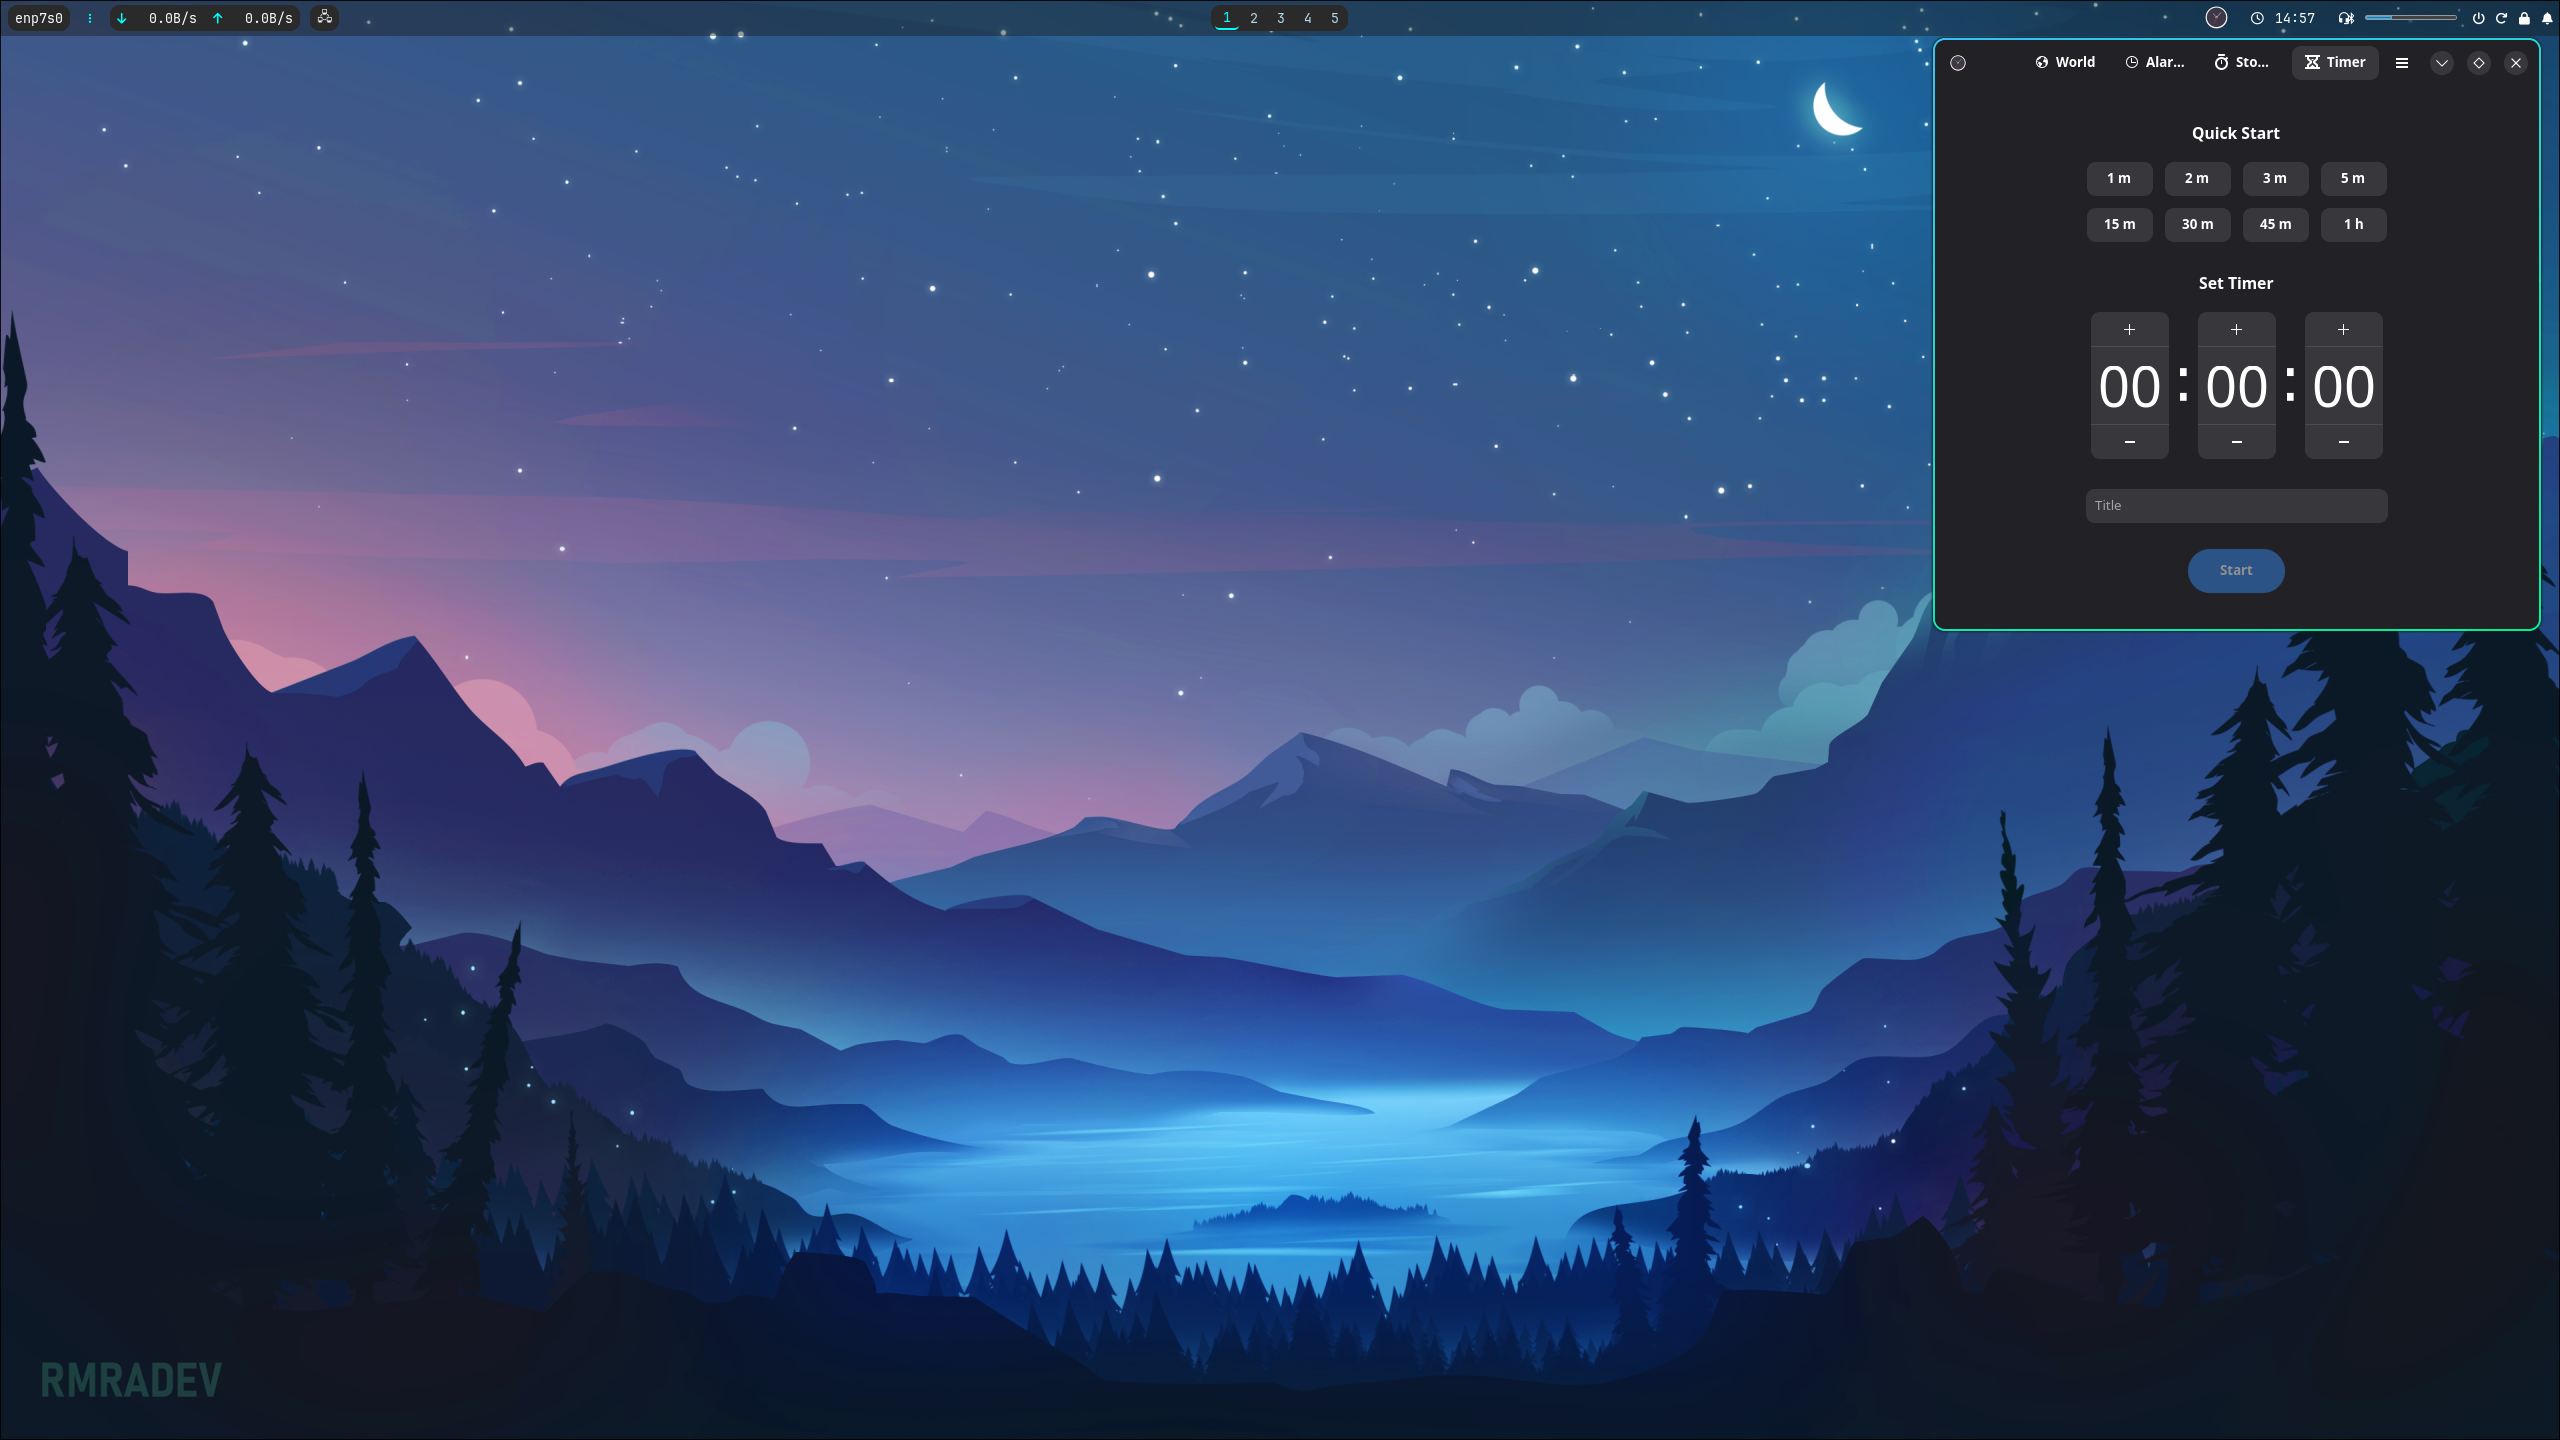 enp7s0 0.0B/s 0.0B/s
1 2 3 4 5
14:57
World Alar... Sto... Timer
Quick Start
1 m 2 m 3 m 5 m
15 m 30 m 45 m 1 h
Set Timer
+ + +
00 : 00 : 00
− − −
Title
Start
RMRADEV